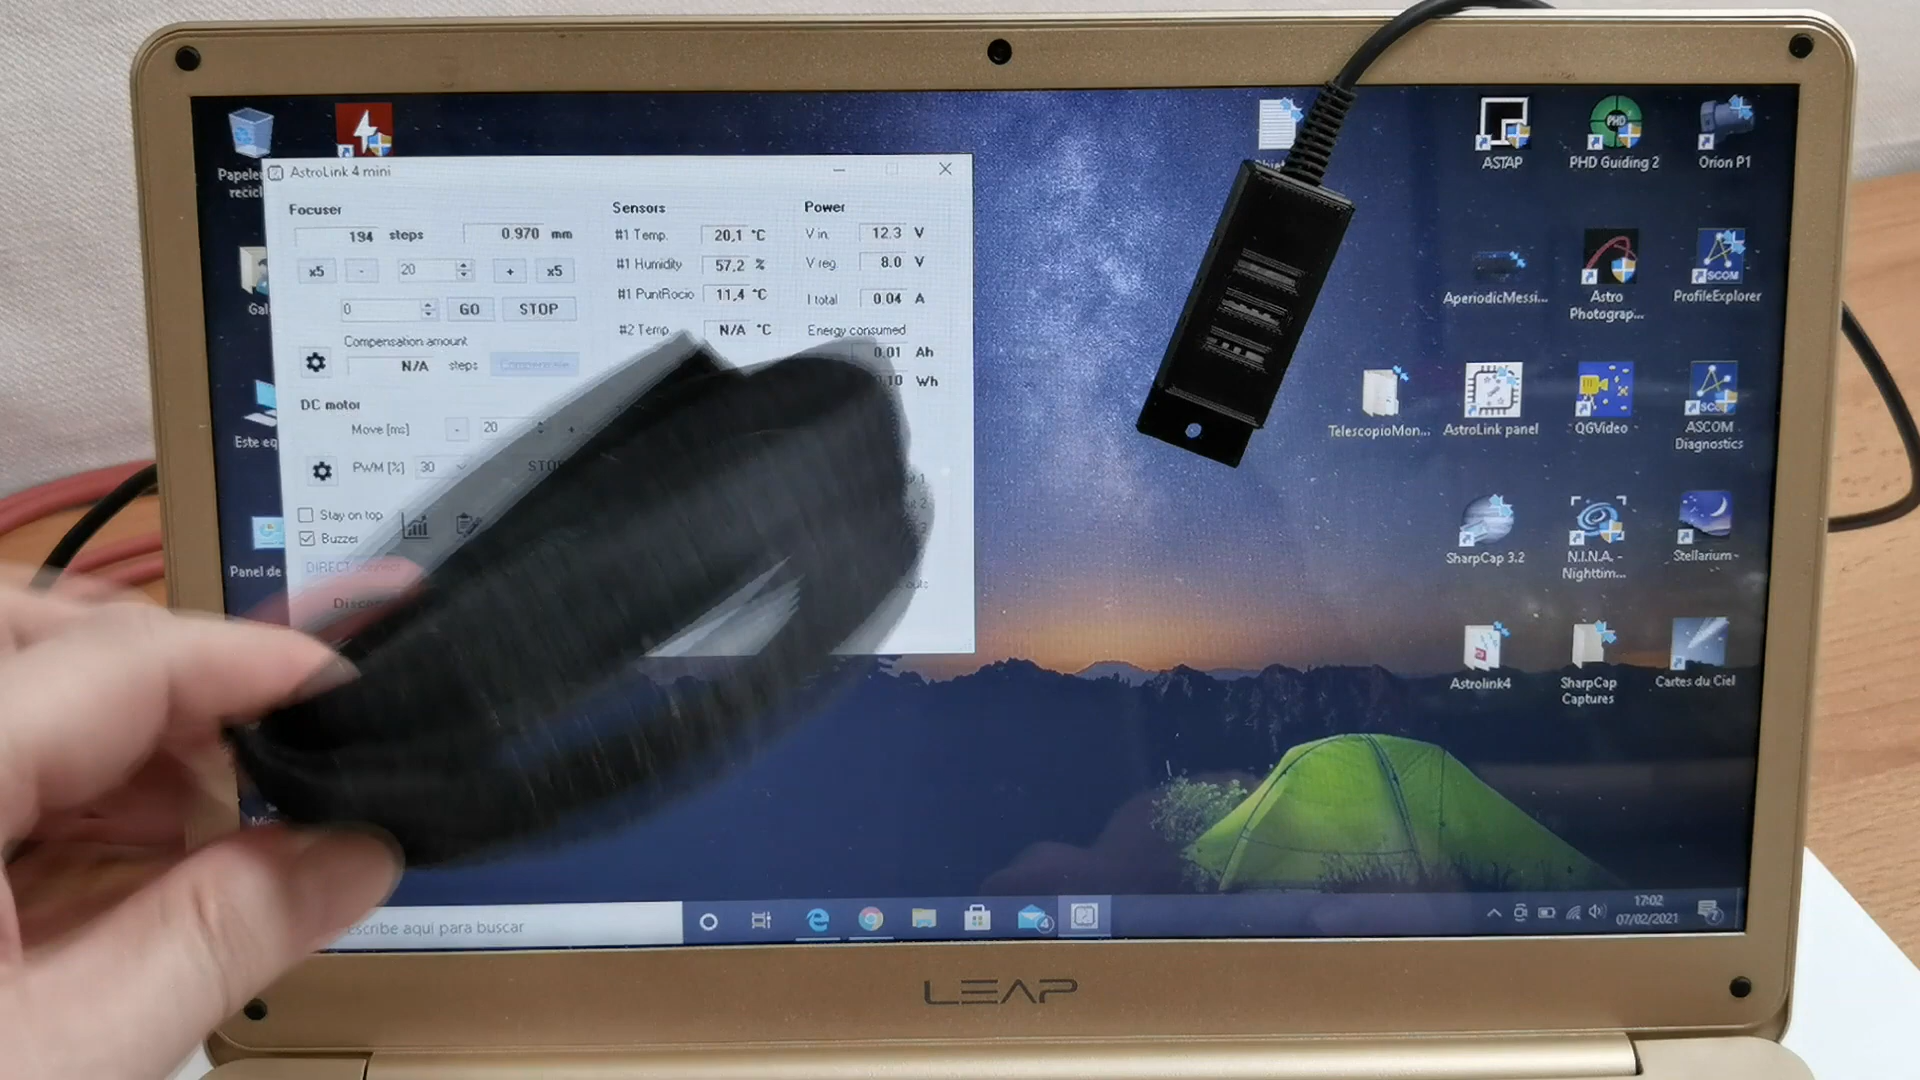 AstroLink 4 mini
Focuser
194 steps 0.970 mm
x5 - 20 + x5
0 GO STOP
Compensation amount
N/A steps Compensate
DC motor
Move [ms] - 20 +
PWM [%] 30
Stay on top
Buzzer
DIRECT
Sensors
#1 Temp. 20,1 °C
#1 Humidity 57,2 %
#1 PuntRocio 11,4 °C
#2 Temp. N/A °C
Power
V in. 12.3 V
V reg. 8.0 V
I total 0.04 A
Energy consumed
0.01 Ah
Wh
Este
Panel de
ASTAP
PHD
PHD Guiding 2
Orion P1
AperiodicMessi...
Astro
Photograp...
SCOM
ProfileExplorer
TelescopioMon...
AstroLink panel
QGVideo
ASCOM
Diagnostics
SharpCap 3.2
N.I.N.A. -
Nighttim...
Stellarium
Astrolink4
SharpCap
Captures
Cartes du Ciel
aquí para buscar
4
17:02
07/02/2021
LEAP